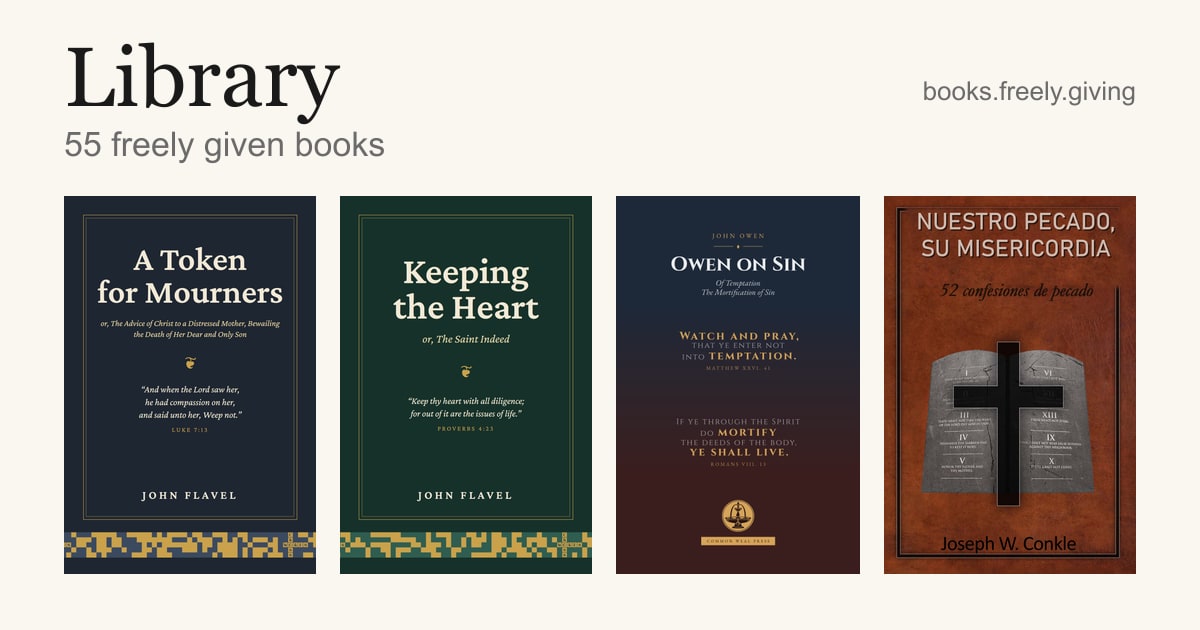 Library
books.freely.giving
55 freely given books
A Token
for Mourners
or, The Advice of Christ to a Distressed Mother, Bewailing
the Death of Her Dear and Only Son
“And when the Lord saw her,
he had compassion on her,
and said unto her, Weep not.”
LUKE 7:13
JOHN FLAVEL
Keeping
the Heart
or, The Saint Indeed
“Keep thy heart with all diligence;
for out of it are the issues of life.”
PROVERBS 4:23
JOHN FLAVEL
JOHN OWEN
OWEN ON SIN
Of Temptation
The Mortification of Sin
WATCH AND PRAY,
THAT YE ENTER NOT
INTO TEMPTATION.
MATTHEW XXVI. 41
IF YE THROUGH THE SPIRIT
DO MORTIFY
THE DEEDS OF THE BODY,
YE SHALL LIVE.
ROMANS VIII. 13
COMMON WEAL PRESS
NUESTRO PECADO,
SU MISERICORDIA
52 confesiones de pecado
I
III
IV
V
VI
XIII
IX
X
Joseph W. Conkle